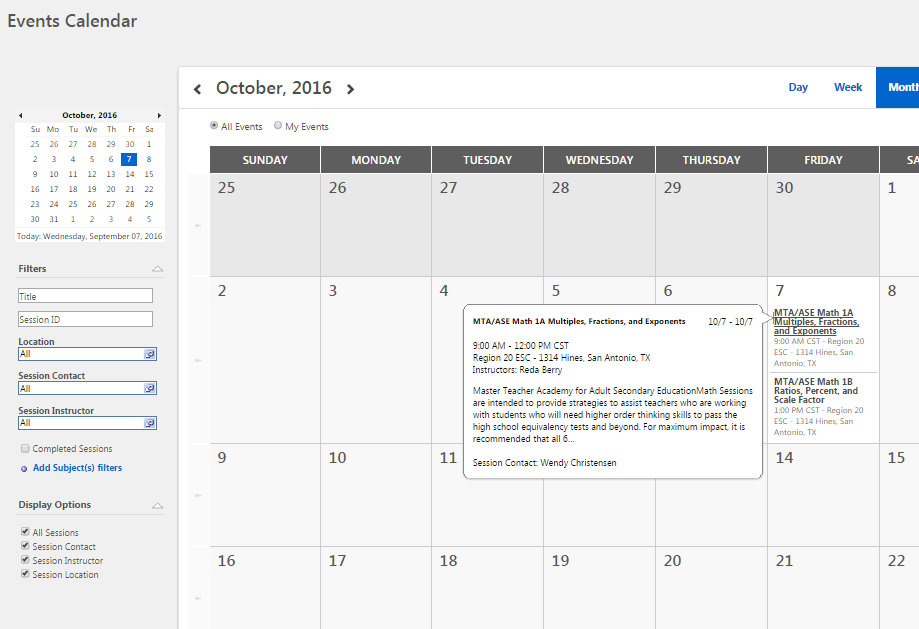 Events Calendar
October, 2016
Su Mo Tu We Th Fr Sa
25 26 27 28 29 30 1
2 3 4 5 6 7 8
9 10 11 12 13 14 15
16 17 18 19 20 21 22
23 24 25 26 27 28 29
30 31 1 2 3 4 5
Today: Wednesday, September 07, 2016
Filters
Title
Session ID
Location
All
Session Contact
All
Session Instructor
All
Completed Sessions
Add Subject(s) filters
Display Options
All Sessions
Session Contact
Session Instructor
Session Location
October, 2016
Day Week Month
All Events My Events
SUNDAY MONDAY TUESDAY WEDNESDAY THURSDAY FRIDAY SA
25 26 27 28 29 30 1
2 3 4 5 6 7 8
MTA/ASE Math 1A Multiples, Fractions, and Exponents 10/7 - 10/7
9:00 AM - 12:00 PM CST
Region 20 ESC - 1314 Hines, San Antonio, TX
Instructors: Reda Berry
Master Teacher Academy for Adult Secondary EducationMath Sessions
are intended to provide strategies to assist teachers who are working
with students who will need higher order thinking skills to pass the
high school equivalency tests and beyond. For maximum impact, it is
recommended that all 6...
Session Contact: Wendy Christensen
MTA/ASE Math 1A
Multiples, Fractions,
and Exponents
9:00 AM CST - Region 20
ESC - 1314 Hines, San
Antonio, TX
MTA/ASE Math 1B
Ratios, Percent, and
Scale Factor
1:00 PM CST - Region 20
ESC - 1314 Hines, San
Antonio, TX
9 10 11 14 15
16 17 18 19 20 21 22